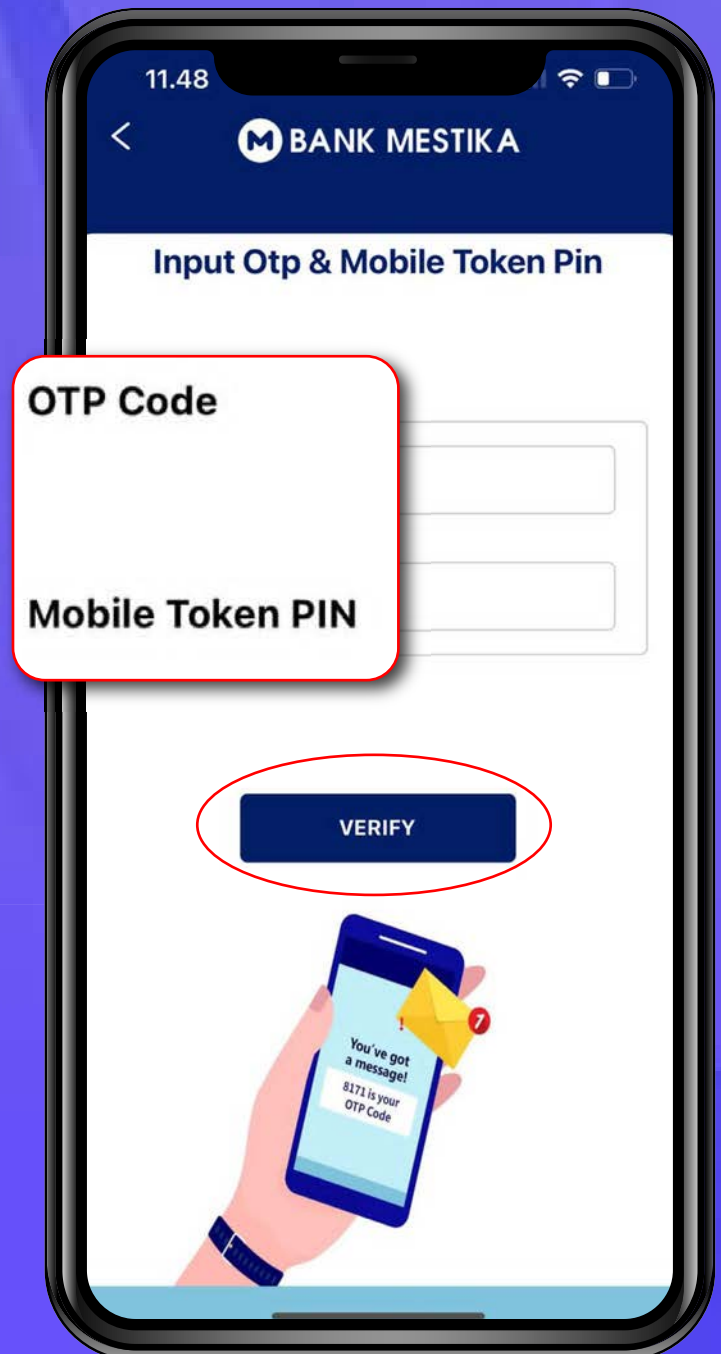 11.48
BANK MESTIKA
Input Otp & Mobile Token Pin
OTP Code
Mobile Token PIN
VERIFY
1
You've got
a message!
8171 is your
OTP Code